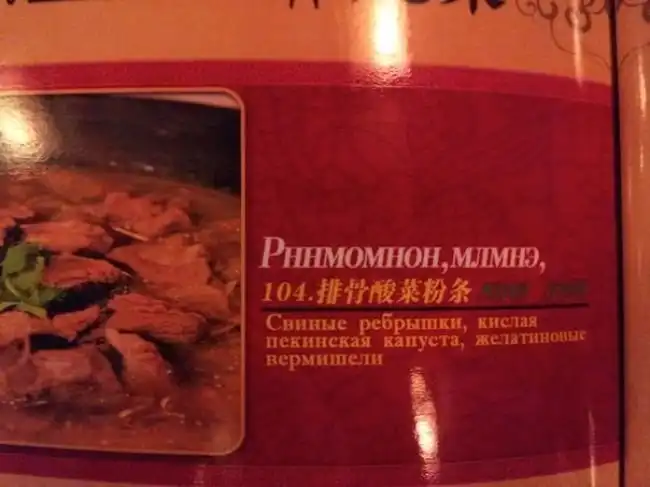 Рннмомнон,млмнэ,
104.排骨酸菜粉条
Свиные ребрышки, кислая
пекинская капуста, желатиновые
вермишели